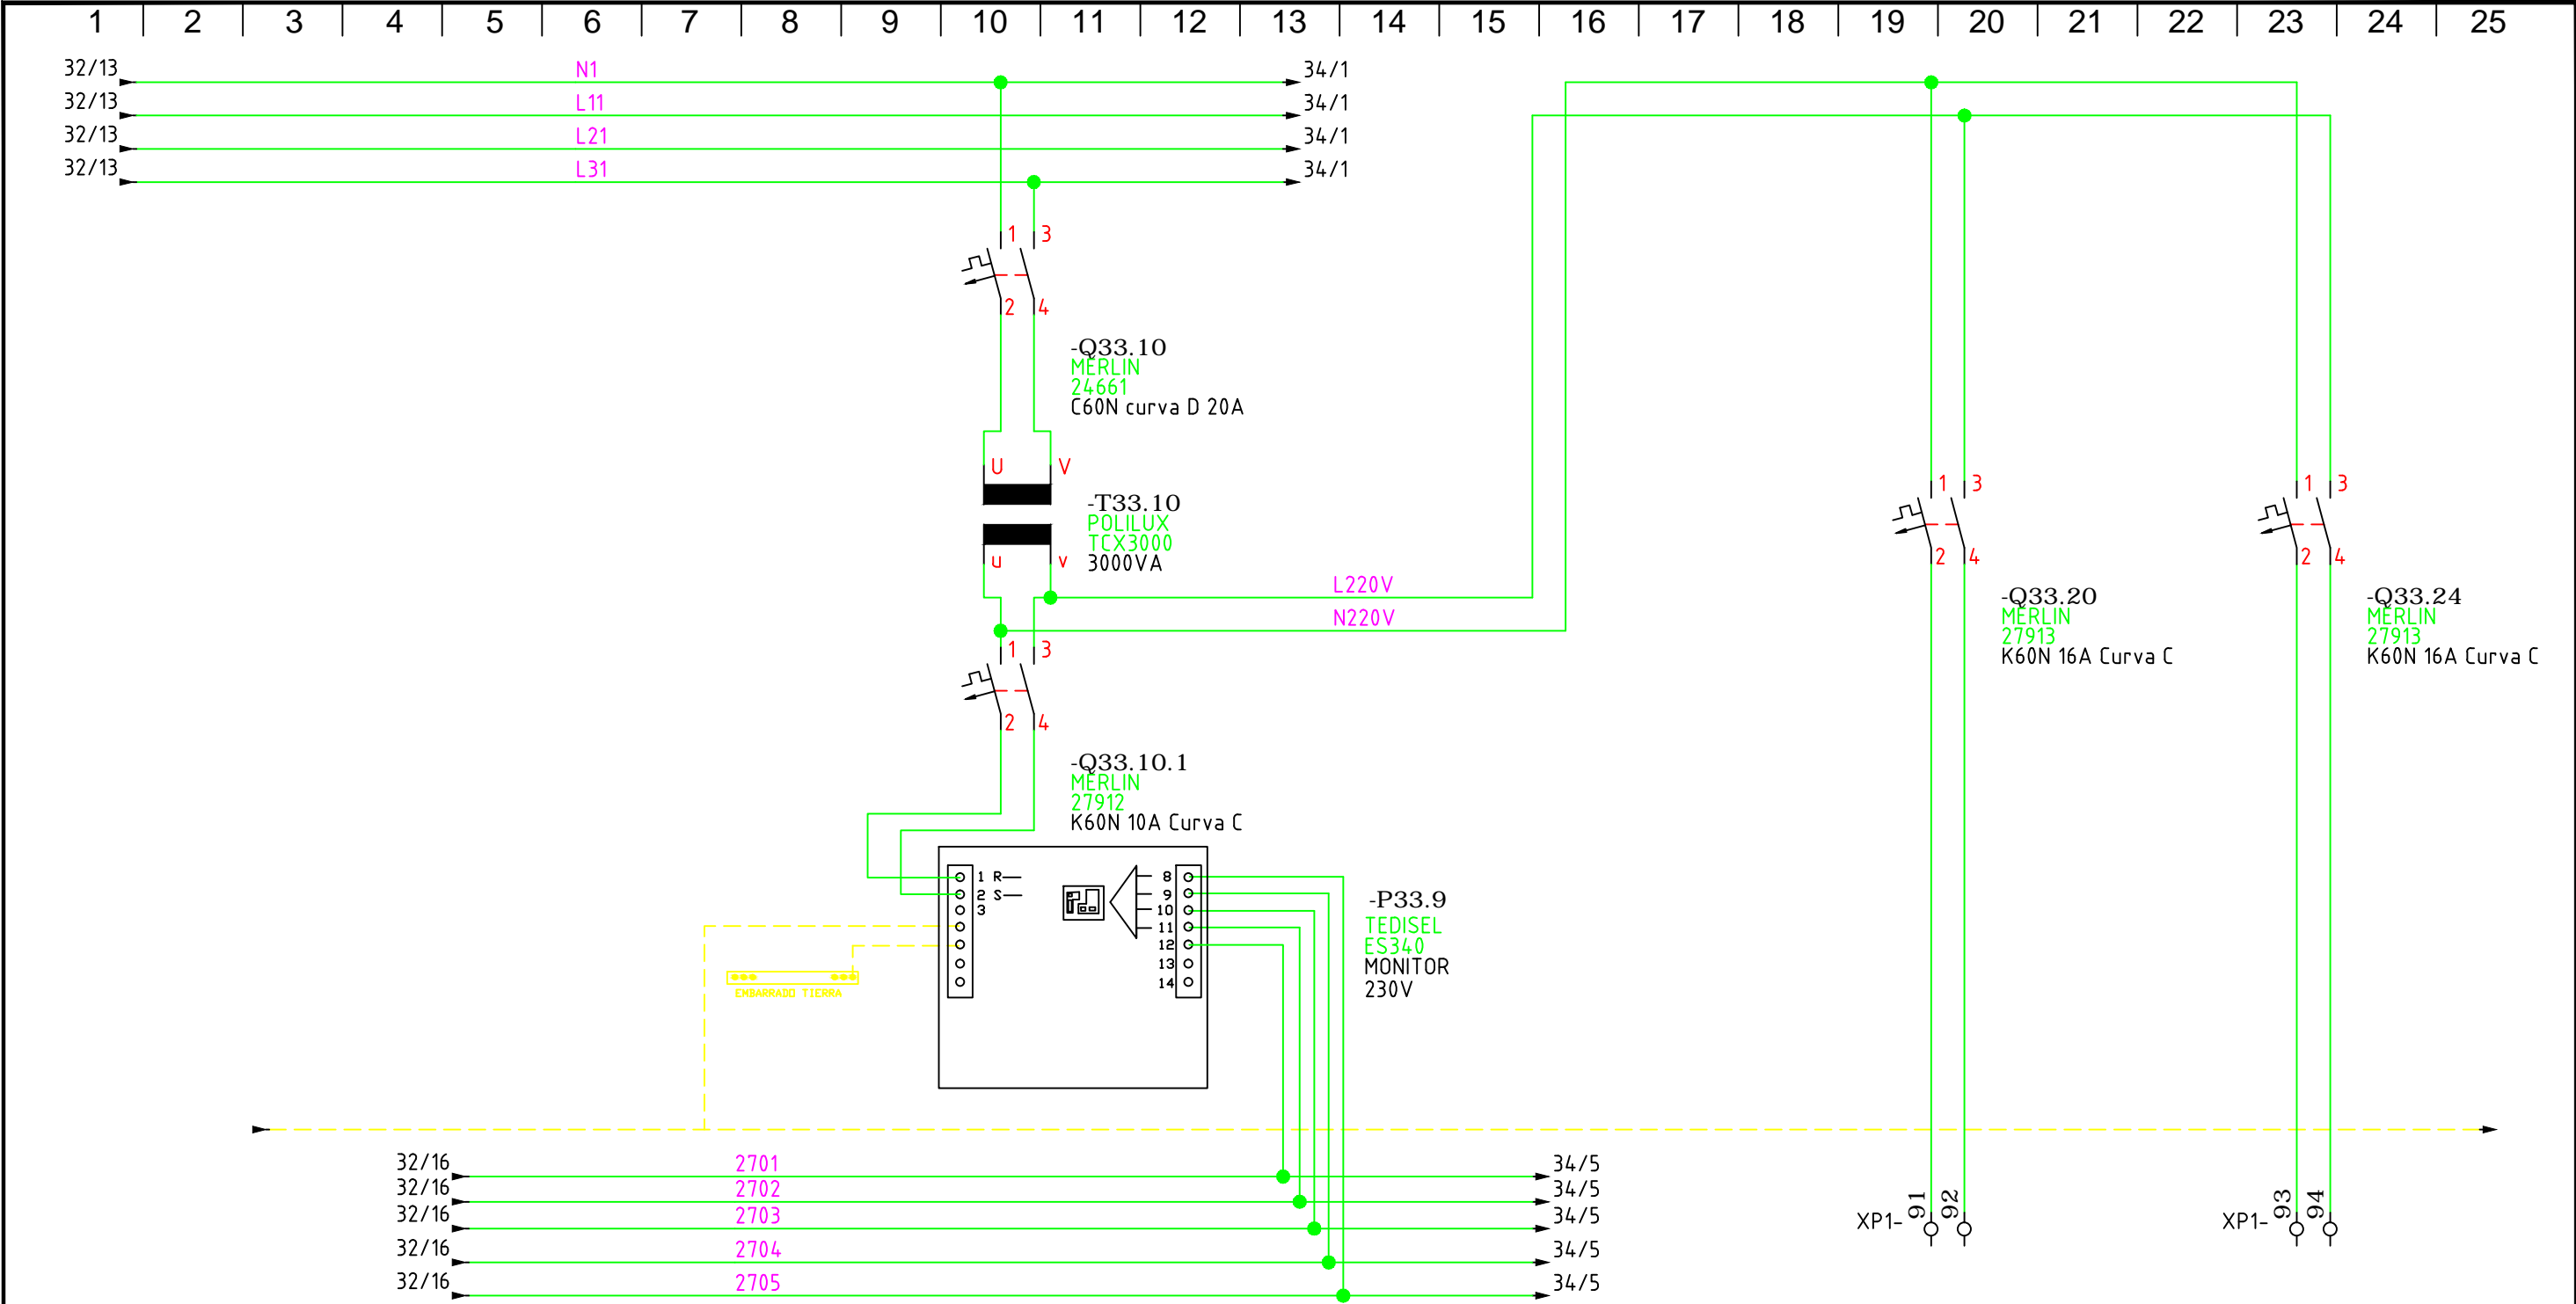 1 2 3 4 5 6 7 8 9 10 11 12 13 14 15 16 17 18 19 20 21 22 23 24 25
32/13 N1 34/1
32/13 L11 34/1
32/13 L21 34/1
32/13 L31 34/1
1 3
2 4
-Q33.10
MERLIN
24661
C60N curva D 20A
U V
-T33.10
POLILUX
TCX3000
3000VA
u v
L220V
N220V
1 3
2 4
-Q33.10.1
MERLIN
27912
K60N 10A Curva C
1 3
2 4
-Q33.20
MERLIN
27913
K60N 16A Curva C
1 3
2 4
-Q33.24
MERLIN
27913
K60N 16A Curva C
1 R
2 S
3
8
9
10
11
12
13
14
-P33.9
TEDISEL
ES340
MONITOR
230V
EMBARRADO TIERRA
32/16 2701 34/5
32/16 2702 34/5
32/16 2703 34/5
32/16 2704 34/5
32/16 2705 34/5
XP1- 91 92
XP1- 93 94